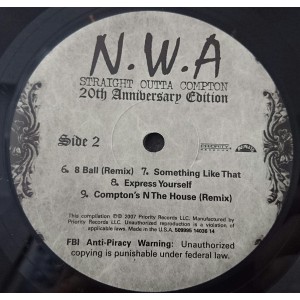 N.W.A
STRAIGHT OUTTA COMPTON
20th Anniversary Edition
Side 2
6. 8 Ball (Remix) 7. Something Like That
8. Express Yourself
9. Compton's N The House (Remix)
This compilation ℗ © 2007 Priority Records LLC. Manufactured by
Priority Records LLC. Unauthorized reproduction is a violation of
applicable laws. Made in the U.S.A.
FBI Anti-Piracy Warning: Unauthorized
copying is punishable under federal law.